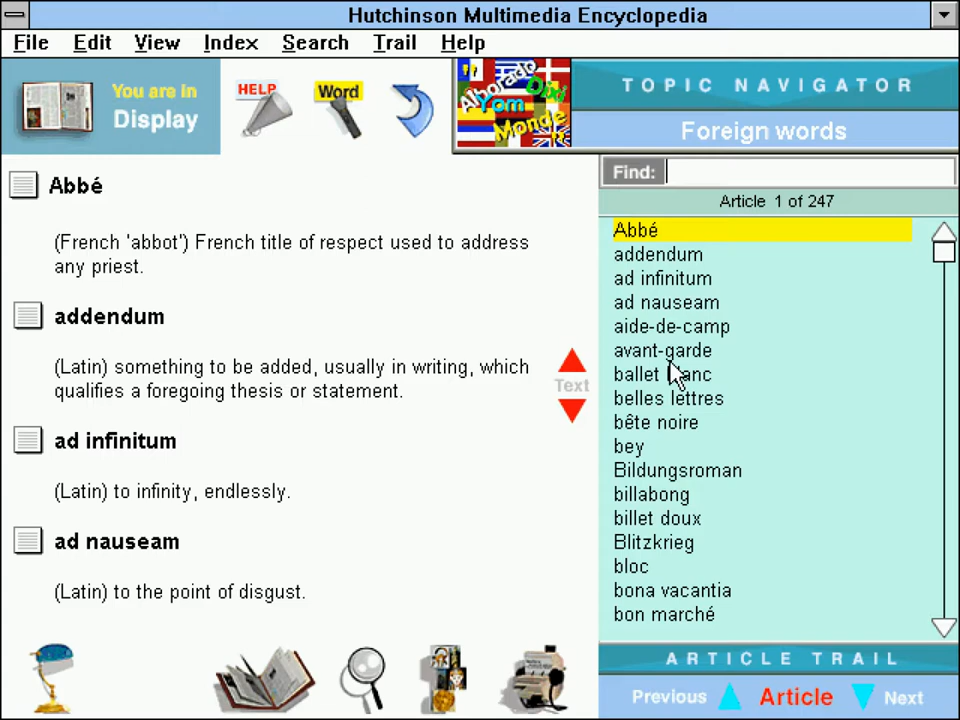 Hutchinson Multimedia Encyclopedia
File Edit View Index Search Trail Help
You are in
Display
HELP
Word
Alborado
Dixi
Yom
Monde
TOPIC NAVIGATOR
Foreign words
Find:
Article 1 of 247
Abbé
(French 'abbot') French title of respect used to address
any priest.
addendum
(Latin) something to be added, usually in writing, which
qualifies a foregoing thesis or statement.
ad infinitum
(Latin) to infinity, endlessly.
ad nauseam
(Latin) to the point of disgust.
Text
Abbé
addendum
ad infinitum
ad nauseam
aide-de-camp
avant-garde
ballet blanc
belles lettres
bête noire
bey
Bildungsroman
billabong
billet doux
Blitzkrieg
bloc
bona vacantia
bon marché
ARTICLE TRAIL
Previous Article Next